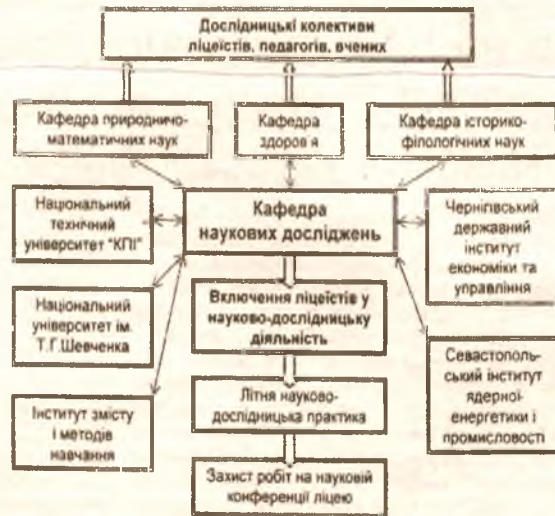 Дослідницькі колективи
ліцеїстів, педагогів, вчених
Кафедра природничо-
математичних наук
Кафедра
здоров'я
Кафедра історико-
філологічних наук
Національний
технічний
університет "КПІ"
Кафедра
наукових досліджень
Чернігівський
державний
інститут
економіки та
управління
Національний
університет ім.
Т.Г.Шевченка
Включення ліцеїстів у
науково-дослідницьку
діяльність
Інститут змісту
і методів
навчання
Літня науково-
дослідницька практика
Севастополь-
ський інститут
ядерної
енергетики і
промисловості
Захист робіт на науковій
конференції ліцею